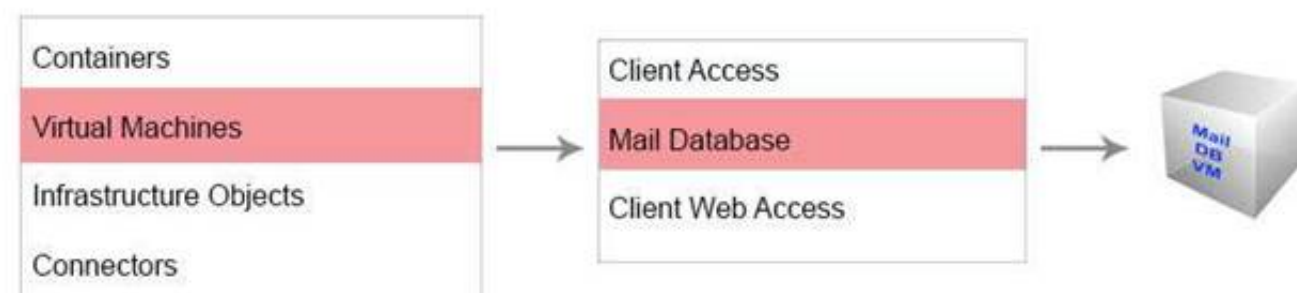 Containers
Virtual Machines
Infrastructure Objects
Connectors
Client Access
Mail Database
Client Web Access
Mail
DB
VM